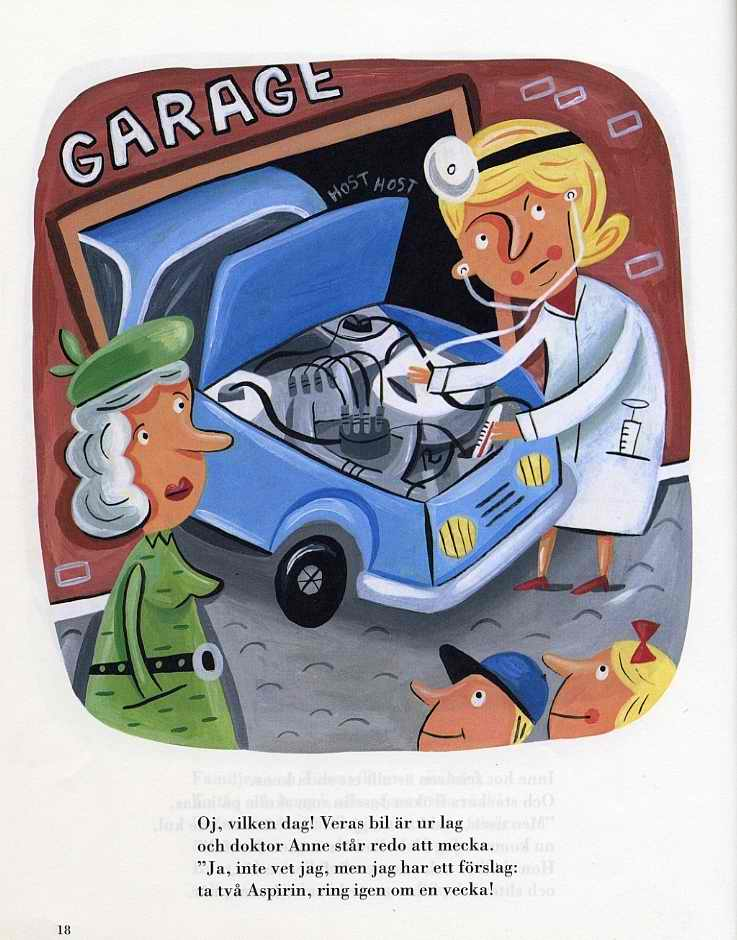 GARAGE
HOST HOST
Oj, vilken dag! Veras bil är ur lag
och doktor Anne står redo att mecka.
”Ja, inte vet jag, men jag har ett förslag:
ta två Aspirin, ring igen om en vecka!
18